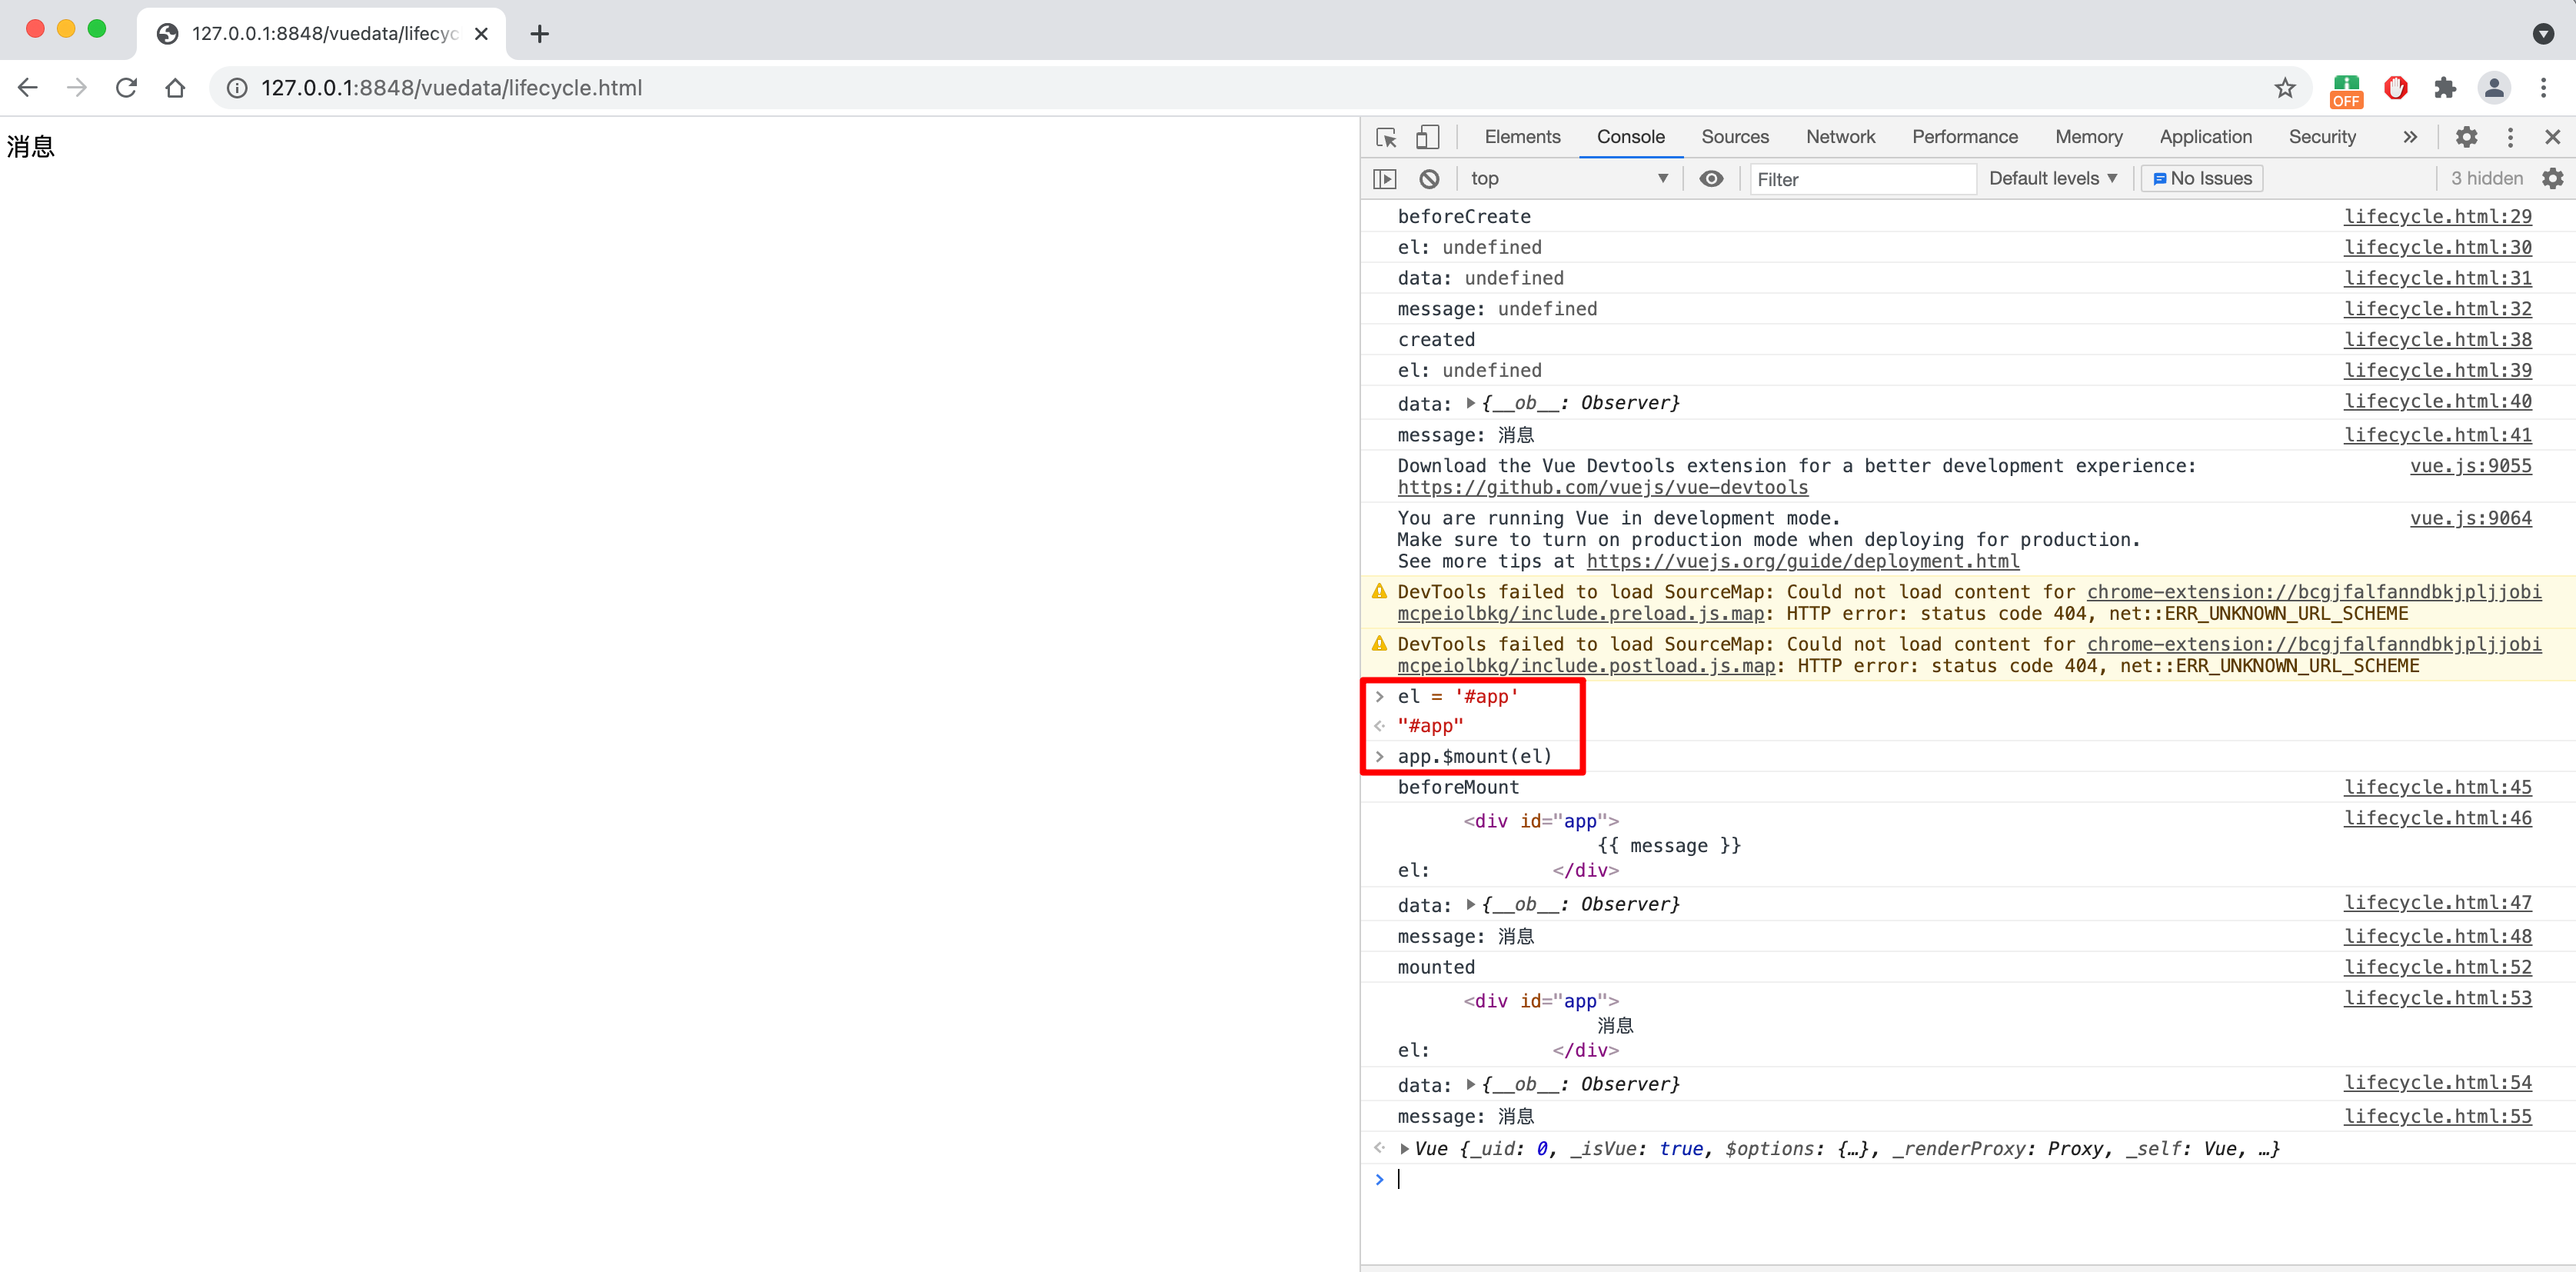 127.0.0.1:8848/vuedata/lifecyc
127.0.0.1:8848/vuedata/lifecycle.html
OFF
消息
Elements Console Sources Network Performance Memory Application Security
top Filter Default levels No Issues 3 hidden
beforeCreate lifecycle.html:29
el: undefined lifecycle.html:30
data: undefined lifecycle.html:31
message: undefined lifecycle.html:32
created lifecycle.html:38
el: undefined lifecycle.html:39
data: {__ob__: Observer} lifecycle.html:40
message: 消息 lifecycle.html:41
Download the Vue Devtools extension for a better development experience: vue.js:9055
https://github.com/vuejs/vue-devtools
You are running Vue in development mode. vue.js:9064
Make sure to turn on production mode when deploying for production.
See more tips at https://vuejs.org/guide/deployment.html
DevTools failed to load SourceMap: Could not load content for chrome-extension://bcgjfalfanndbkjpljjobi
mcpeiolbkg/include.preload.js.map: HTTP error: status code 404, net::ERR_UNKNOWN_URL_SCHEME
DevTools failed to load SourceMap: Could not load content for chrome-extension://bcgjfalfanndbkjpljjobi
mcpeiolbkg/include.postload.js.map: HTTP error: status code 404, net::ERR_UNKNOWN_URL_SCHEME
> el = '#app'
"#app"
> app.$mount(el)
beforeMount lifecycle.html:45
<div id="app"> lifecycle.html:46
{{ message }}
el: </div>
data: {__ob__: Observer} lifecycle.html:47
message: 消息 lifecycle.html:48
mounted lifecycle.html:52
<div id="app"> lifecycle.html:53
消息
el: </div>
data: {__ob__: Observer} lifecycle.html:54
message: 消息 lifecycle.html:55
Vue {_uid: 0, _isVue: true, $options: {…}, _renderProxy: Proxy, _self: Vue, …}
>